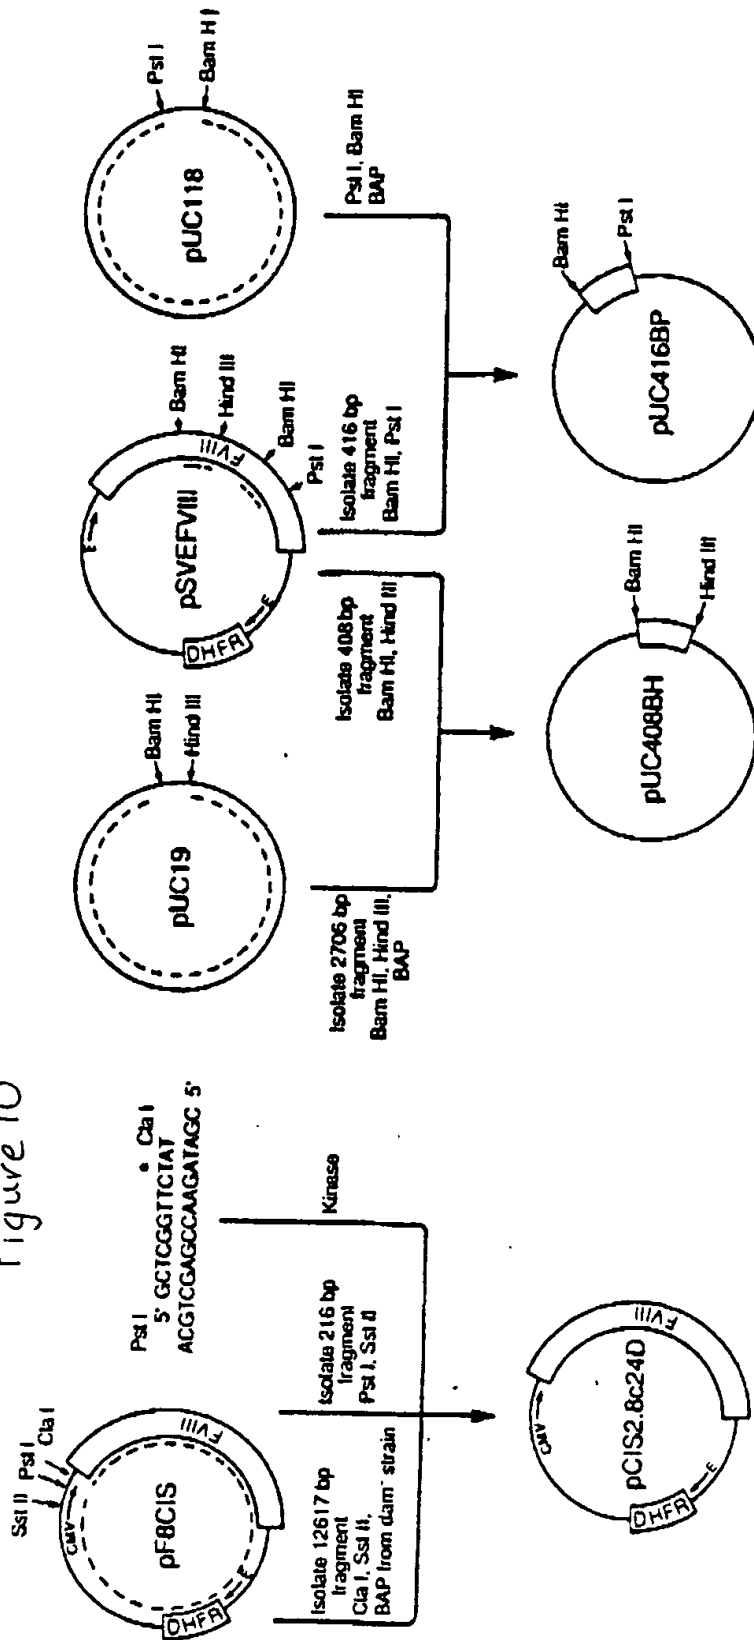 Figure 10
Sst II
Pst I
Cla I
CMV
FVIII
pF8CIS
DHFR
E
Pst I
Cla I
*
5' GCTCGGTTCTAT
ACGTCGAGCCAAGATAGC 5'
Isolate 12617 bp
fragment
Cla I, Sst II,
BAP from dam⁻ strain
Isolate 216 bp
fragment
Pst I, Sst II
Kinase
CMV
FVIII
pCIS2.8c24D
DHFR
E
pUC19
Bam HI
Hind III
E
pSVEFVIII
FVIII
Bam HI
Hind III
Bam HI
Pst I
DHFR
E
pUC118
Pst I
Bam HI
Isolate 2706 bp
fragment
Bam HI, Hind III,
BAP
Isolate 408 bp
fragment
Bam HI, Hind III
Isolate 416 bp
fragment
Bam HI, Pst I
Pst I, Bam HI
BAP
pUC408BH
Bam HI
Hind III
pUC416BP
Bam HI
Pst I